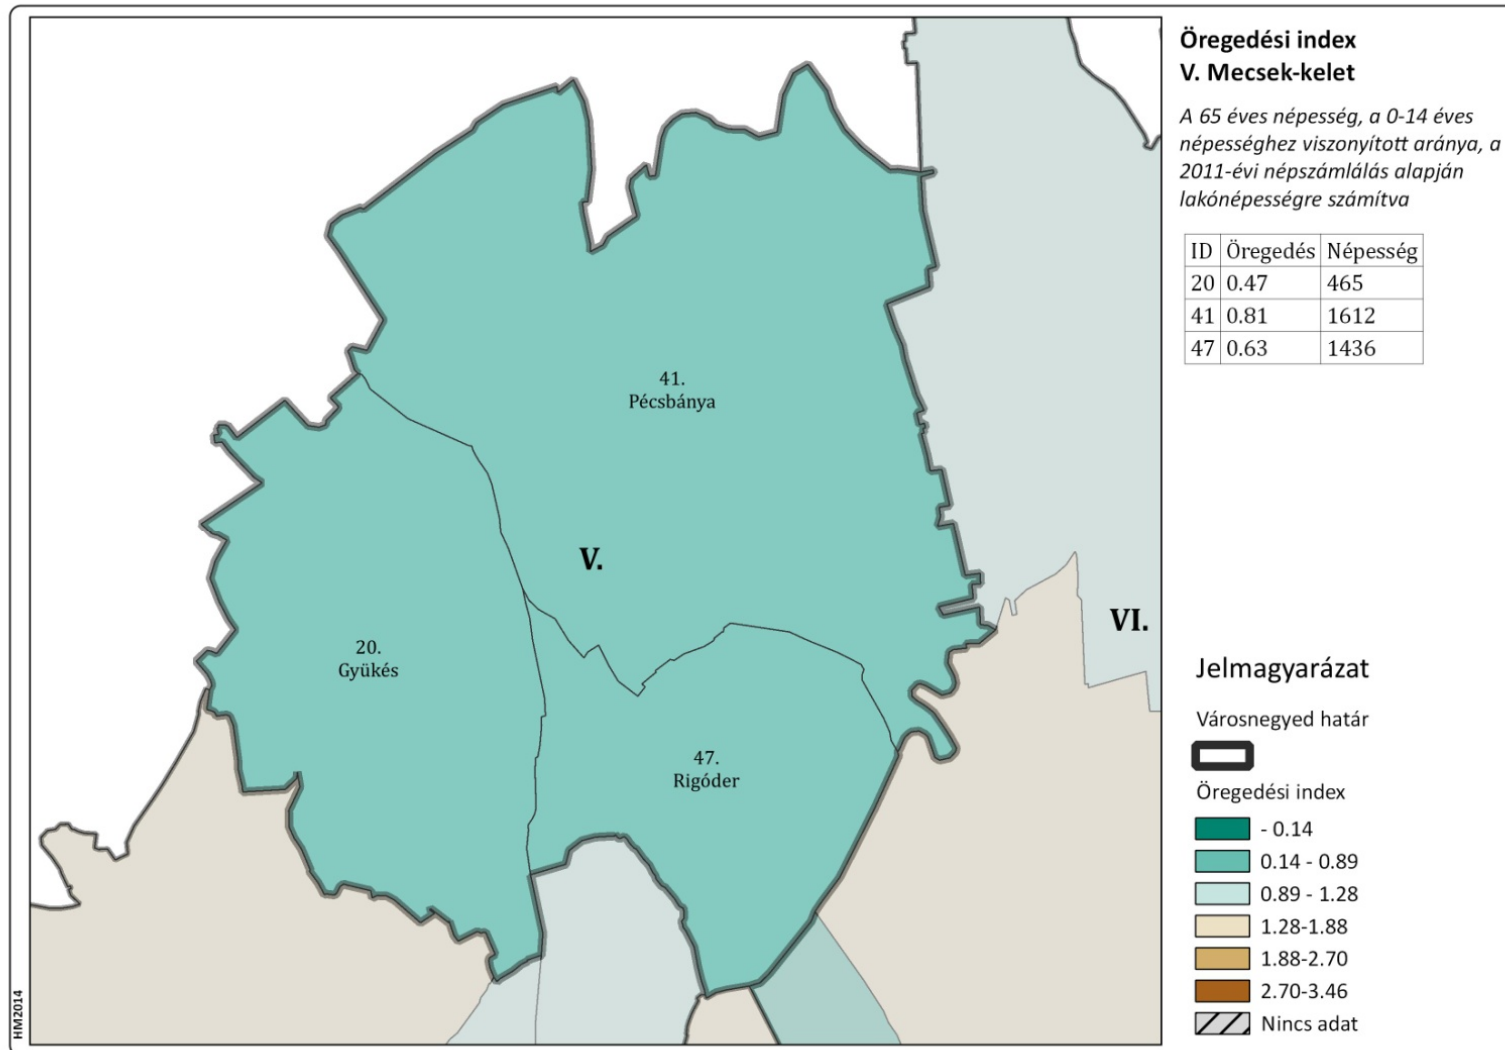 Öregedési index
V. Mecsek-kelet
A 65 éves népesség, a 0-14 éves
népességhez viszonyított aránya, a
2011-évi népszámlálás alapján
lakónépességre számítva
ID Öregedés Népesség
20 0.47 465
41 0.81 1612
47 0.63 1436
41.
Pécsbánya
V.
VI.
20.
Gyükés
47.
Rigóder
Jelmagyarázat
Városnegyed határ
Öregedési index
- 0.14
0.14 - 0.89
0.89 - 1.28
1.28-1.88
1.88-2.70
2.70-3.46
Nincs adat
HM2014